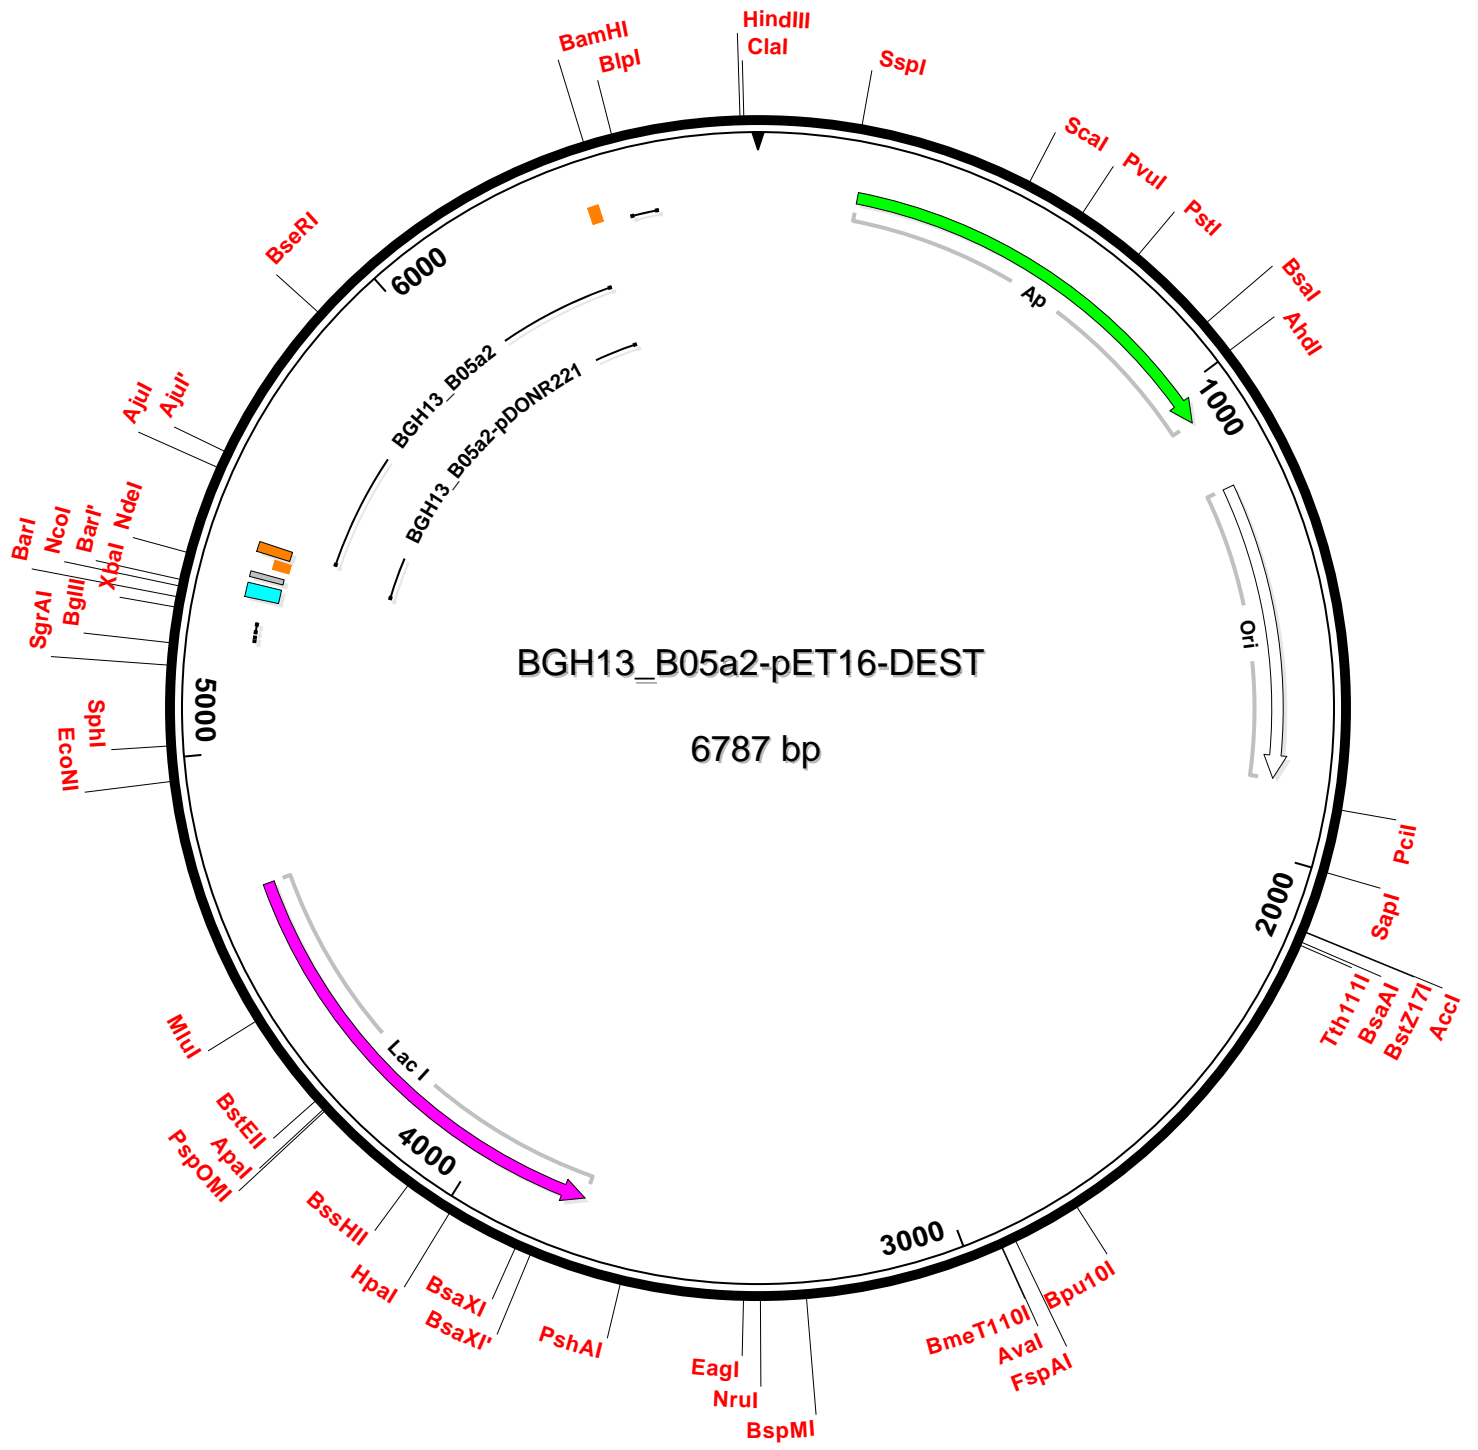 HindIII
ClaI
SspI
ScaI
PvuI
PstI
BsaI
AhdI
1000
Ap
Ori
PciI
2000
SapI
Tth111I
BsaAI
BstZ17I
AccI
Bpu10I
3000
BmeT110I
AvaI
FspAI
BspMI
NruI
EagI
PshAI
BsaXI'
BsaXI
HpaI
4000
BssHII
Lac I
PspOMI
ApaI
BstEII
MluI
EcoNI
SphI
5000
SgrAI
BglII
XbaI
BarI
NcoI
BarI'
NdeI
AjuI
AjuI'
BseRI
6000
BamHI
BlpI
BGH13_B05a2
BGH13_B05a2-pDONR221
BGH13_B05a2-pET16-DEST
6787 bp